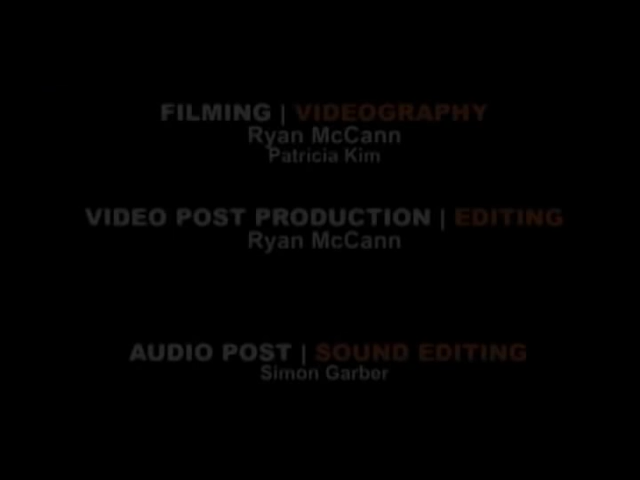 FILMING | VIDEOGRAPHY
Ryan McCann
Patricia Kim
VIDEO POST PRODUCTION | EDITING
Ryan McCann
AUDIO POST | SOUND EDITING
Simon Garber